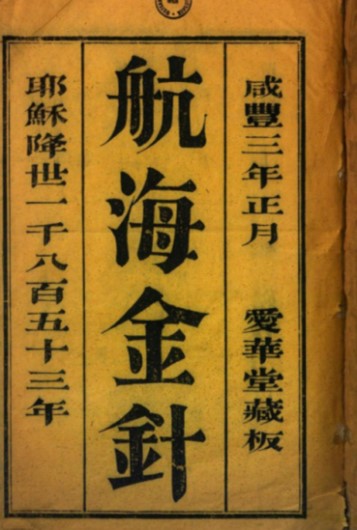 咸豐三年正月 愛華堂藏板
航海金針
耶穌降世一千八百五十三年